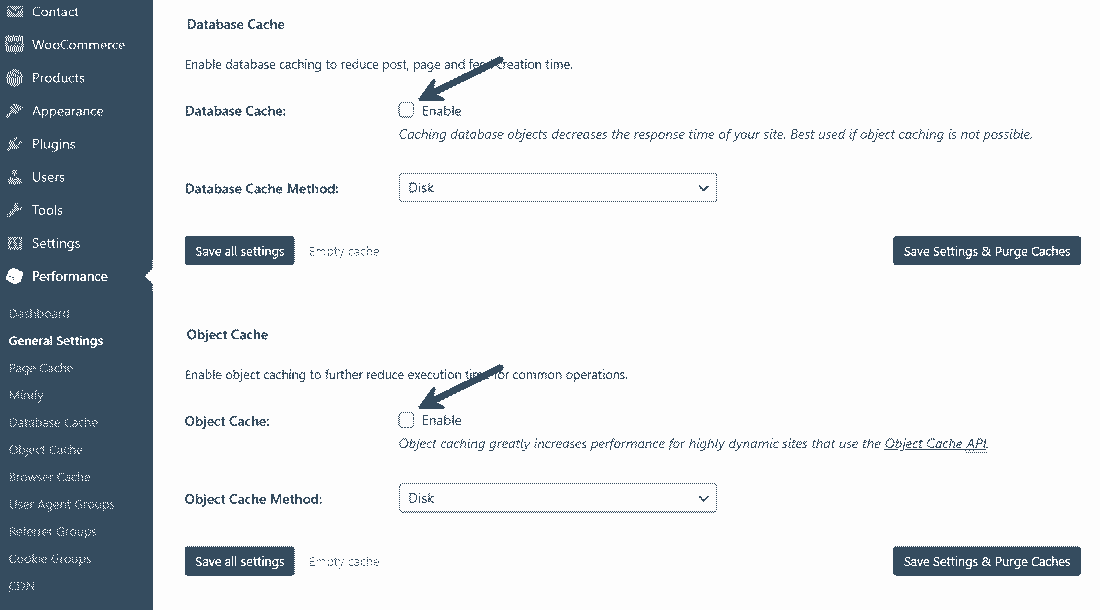 Contact
WooCommerce
Products
Appearance
Plugins
Users
Tools
Settings
Performance
Dashboard
General Settings
Page Cache
Minify
Database Cache
Object Cache
Browser Cache
User Agent Groups
Referrer Groups
Cookie Groups
CDN
Database Cache
Enable database caching to reduce post, page and feed creation time.
Database Cache:
Enable
Caching database objects decreases the response time of your site. Best used if object caching is not possible.
Database Cache Method:
Disk
Save all settings
Empty cache
Save Settings & Purge Caches
Object Cache
Enable object caching to further reduce execution time for common operations.
Object Cache:
Enable
Object caching greatly increases performance for highly dynamic sites that use the Object Cache API.
Object Cache Method:
Disk
Save all settings
Empty cache
Save Settings & Purge Caches